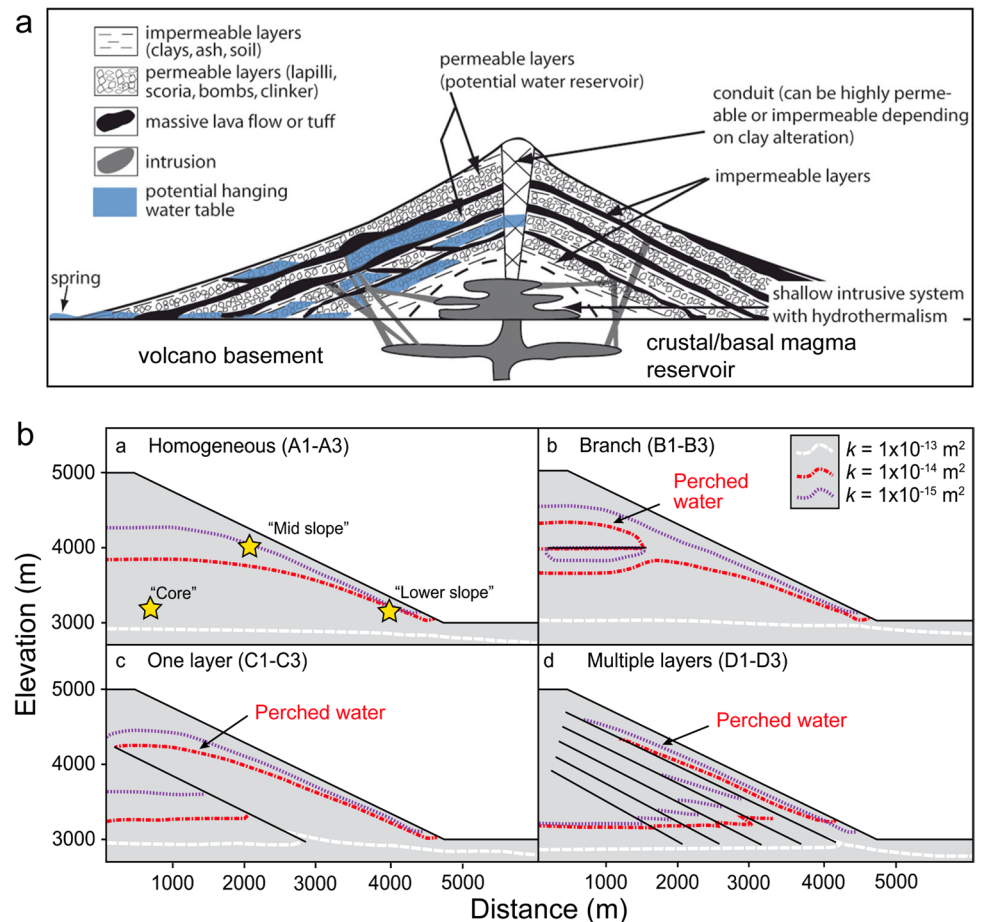 a
impermeable layers
(clays, ash, soil)
permeable layers (lapilli,
scoria, bombs, clinker)
massive lava flow or tuff
intrusion
potential hanging
water table
permeable layers
(potential water reservoir)
conduit (can be highly perme-
able or impermeable depending
on clay alteration)
impermeable layers
spring
shallow intrusive system
with hydrothermalism
volcano basement
crustal/basal magma
reservoir
b
a Homogeneous (A1-A3)
5000
4000
3000
"Mid slope"
"Core"
"Lower slope"
b Branch (B1-B3)
Perched
water
k = 1x10⁻¹³ m²
k = 1x10⁻¹⁴ m²
k = 1x10⁻¹⁵ m²
c One layer (C1-C3)
5000
4000
3000
Perched water
d Multiple layers (D1-D3)
Perched water
Elevation (m)
1000 2000 3000 4000 5000
1000 2000 3000 4000 5000
Distance (m)